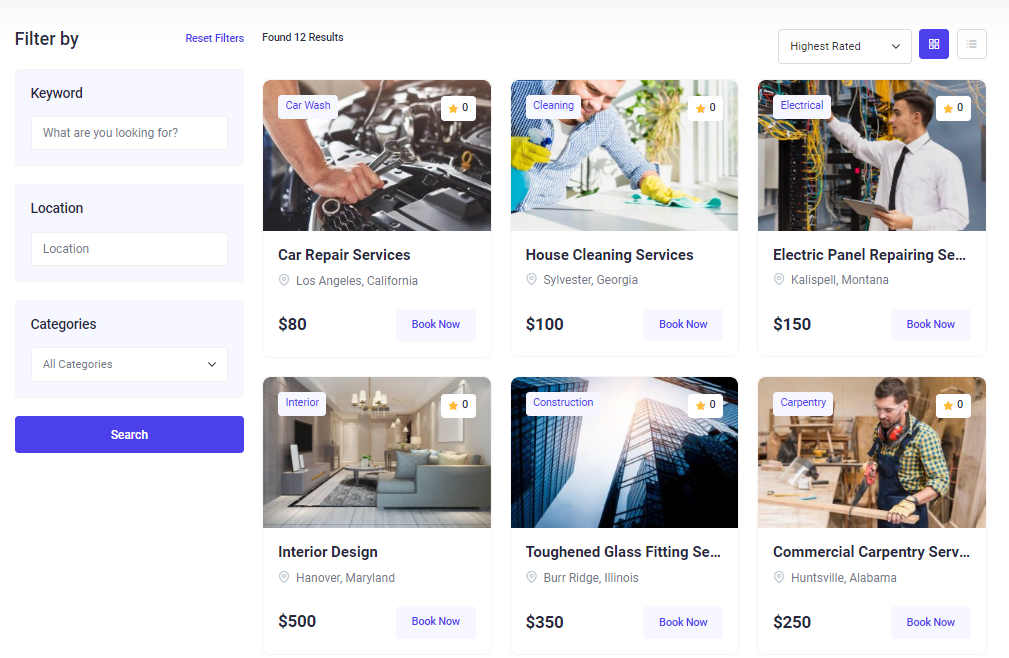 Filter by
Reset Filters
Found 12 Results
Highest Rated
Keyword
What are you looking for?
Location
Location
Categories
All Categories
Search
Car Wash
0
Car Repair Services
Los Angeles, California
$80
Book Now
Cleaning
0
House Cleaning Services
Sylvester, Georgia
$100
Book Now
Electrical
0
Electric Panel Repairing Se...
Kalispell, Montana
$150
Book Now
Interior
0
Interior Design
Hanover, Maryland
$500
Book Now
Construction
0
Toughened Glass Fitting Se...
Burr Ridge, Illinois
$350
Book Now
Carpentry
0
Commercial Carpentry Serv...
Huntsville, Alabama
$250
Book Now